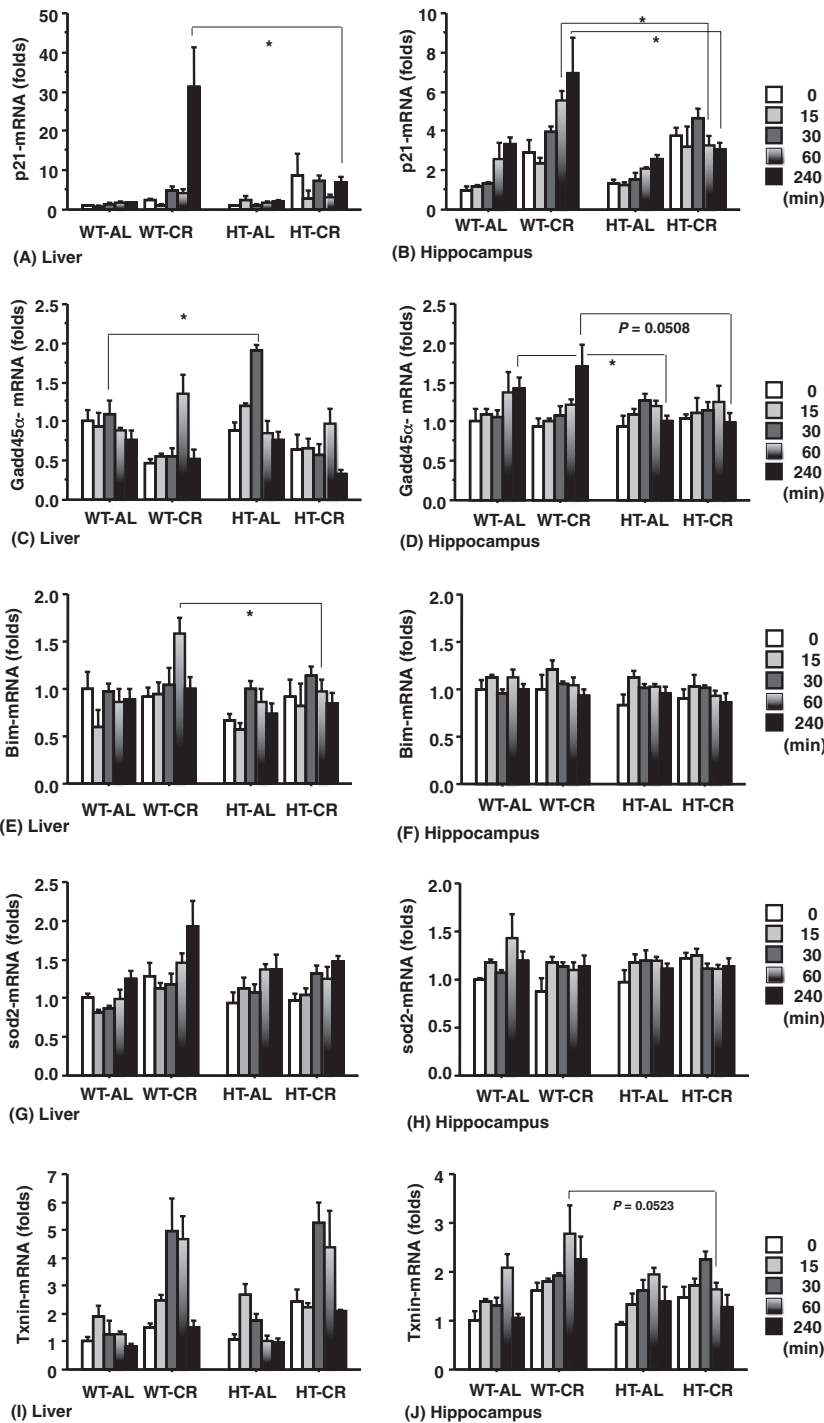 50
40
30
20
10
0
p21-mRNA (folds)
*
WT-AL WT-CR HT-AL HT-CR
(A) Liver
10
8
6
4
2
0
p21-mRNA (folds)
*
*
WT-AL WT-CR HT-AL HT-CR
(B) Hippocampus
0
15
30
60
240
(min)
2.5
2.0
1.5
1.0
0.5
0.0
Gadd45α- mRNA (folds)
*
WT-AL WT-CR HT-AL HT-CR
(C) Liver
2.5
2.0
1.5
1.0
0.5
0.0
Gadd45α- mRNA (folds)
P = 0.0508
*
WT-AL WT-CR HT-AL HT-CR
(D) Hippocampus
0
15
30
60
240
(min)
2.0
1.5
1.0
0.5
0.0
Bim-mRNA (folds)
*
WT-AL WT-CR HT-AL HT-CR
(E) Liver
2.0
1.5
1.0
0.5
0.0
Bim-mRNA (folds)
WT-AL WT-CR HT-AL HT-CR
(F) Hippocampus
0
15
30
60
240
(min)
2.5
2.0
1.5
1.0
0.5
0.0
sod2-mRNA (folds)
WT-AL WT-CR HT-AL HT-CR
(G) Liver
2.0
1.5
1.0
0.5
0.0
sod2-mRNA (folds)
WT-AL WT-CR HT-AL HT-CR
(H) Hippocampus
0
15
30
60
240
(min)
7
6
5
4
3
2
1
0
Txnin-mRNA (folds)
WT-AL WT-CR HT-AL HT-CR
(I) Liver
4
3
2
1
0
Txnin-mRNA (folds)
P = 0.0523
WT-AL WT-CR HT-AL HT-CR
(J) Hippocampus
0
15
30
60
240
(min)